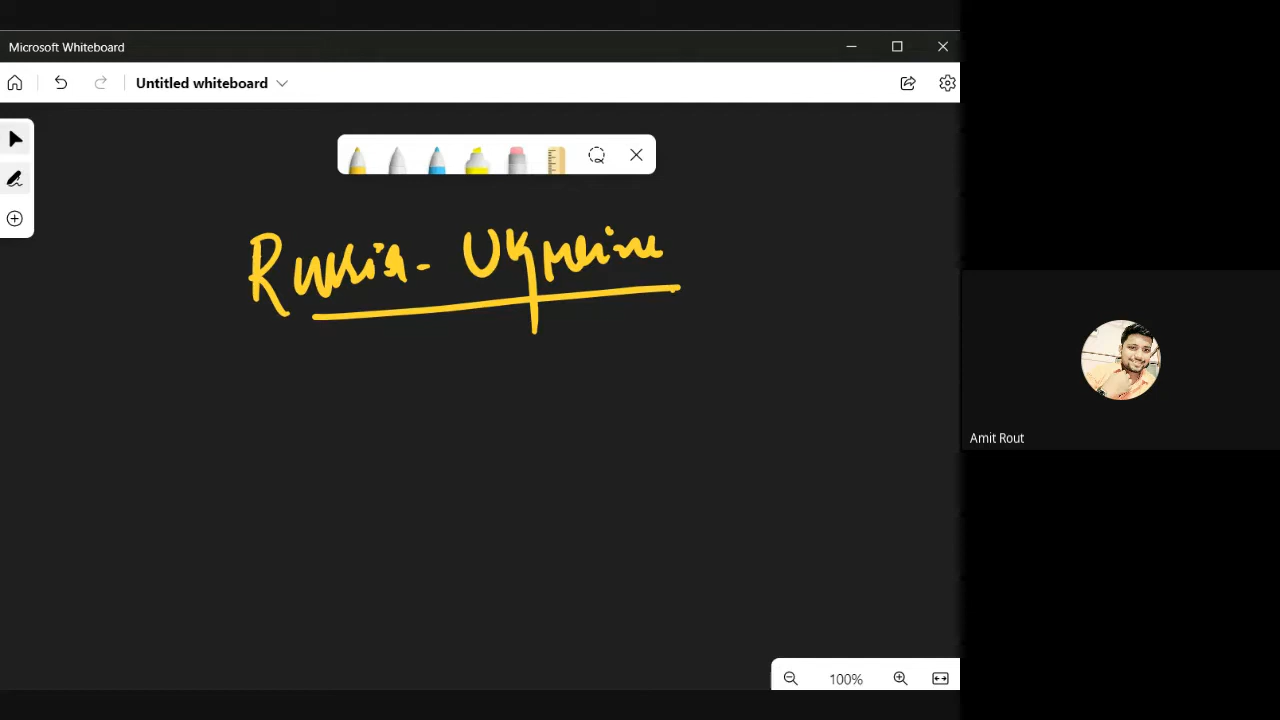 Microsoft Whiteboard
Untitled whiteboard
Russia - Ukraine
Amit Rout
100%